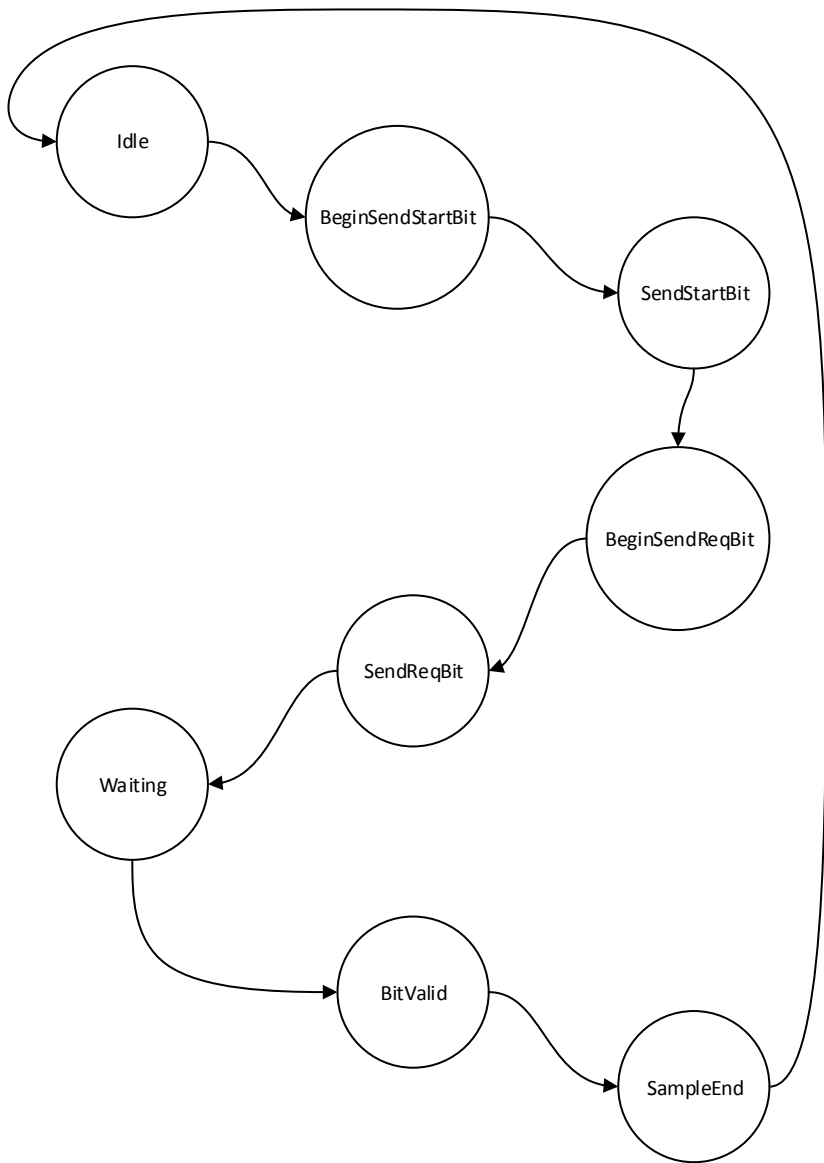 Idle
BeginSendStartBit
SendStartBit
BeginSendReqBit
SendReqBit
Waiting
BitValid
SampleEnd